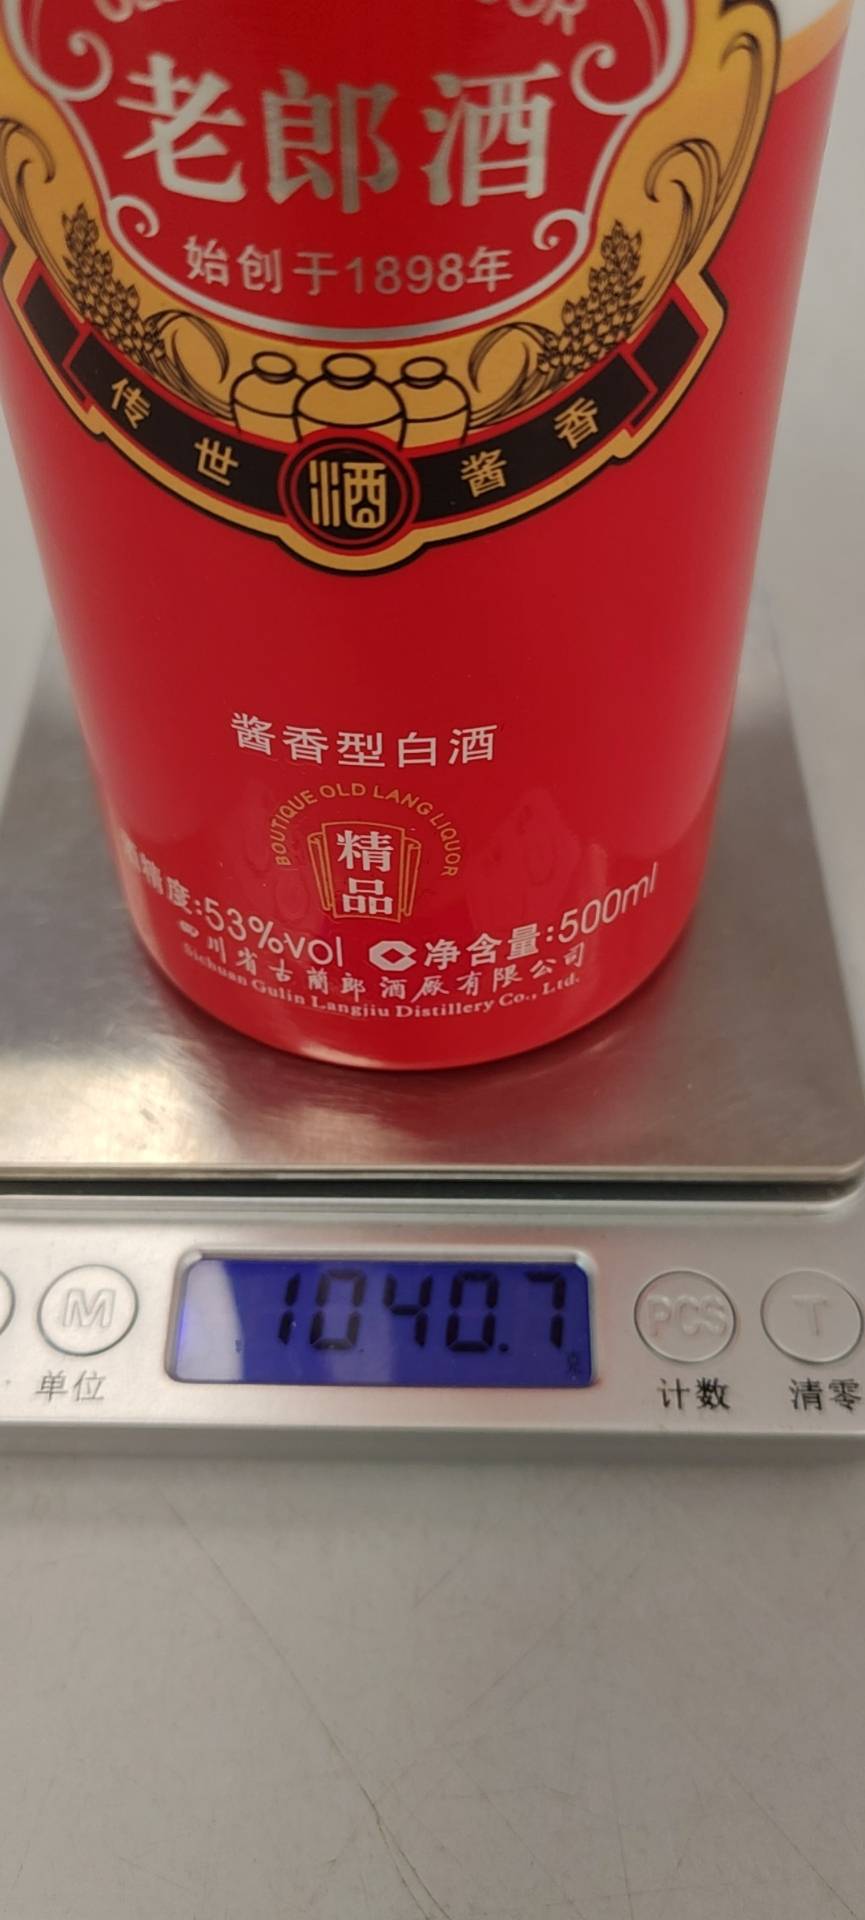 老郎酒
始创于1898年
传世酒酱香
酱香型白酒
BOUTIQUE OLD LANG LIQUOR
精品
酒精度:53%vol 净含量:500ml
四川省古蔺郎酒厂有限公司
Sichuan Gulin Langjiu Distillery Co., Ltd.
1040.7
M PCS T
单位 计数 清零